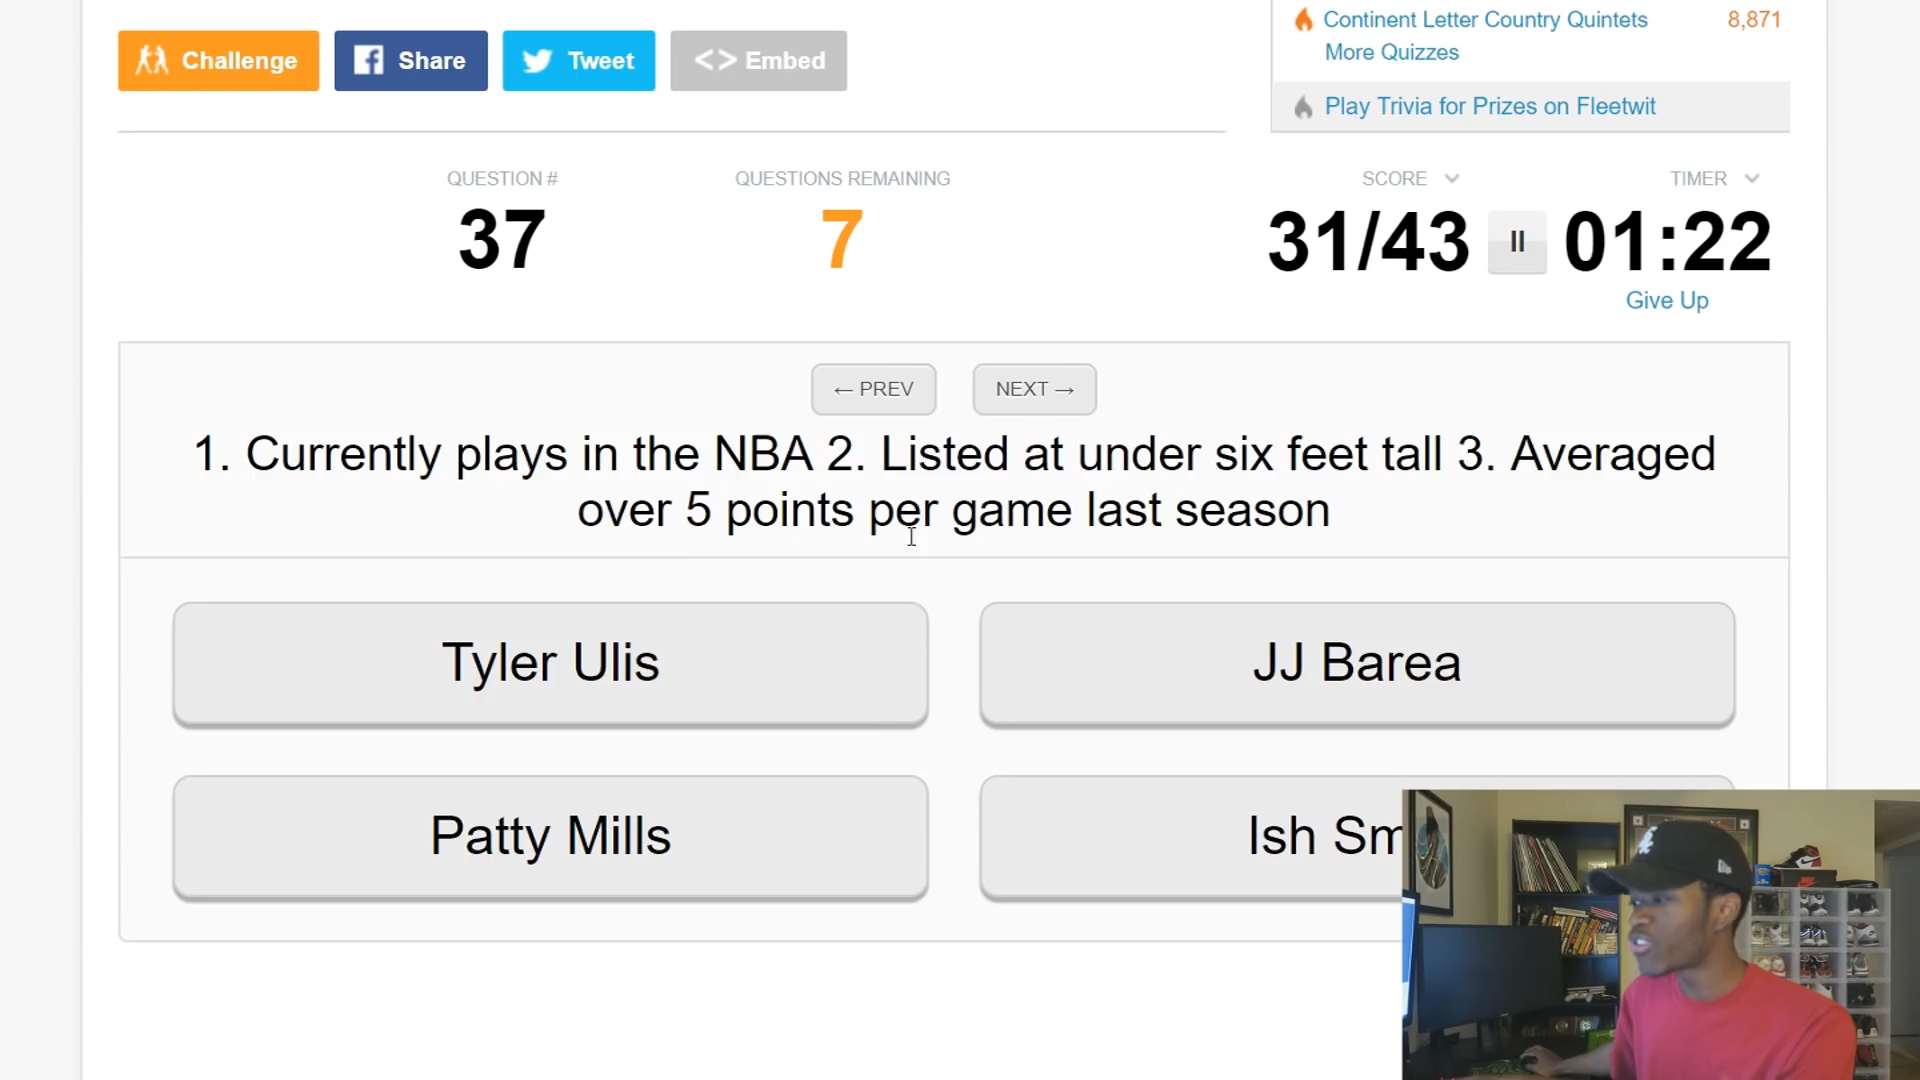 Challenge
Share
Tweet
<> Embed
Continent Letter Country Quintets 8,871
More Quizzes
Play Trivia for Prizes on Fleetwit
QUESTION #
37
QUESTIONS REMAINING
7
SCORE
31/43
TIMER
01:22
Give Up
← PREV
NEXT →
1. Currently plays in the NBA 2. Listed at under six feet tall 3. Averaged
over 5 points per game last season
Tyler Ulis
JJ Barea
Patty Mills
Ish Sm